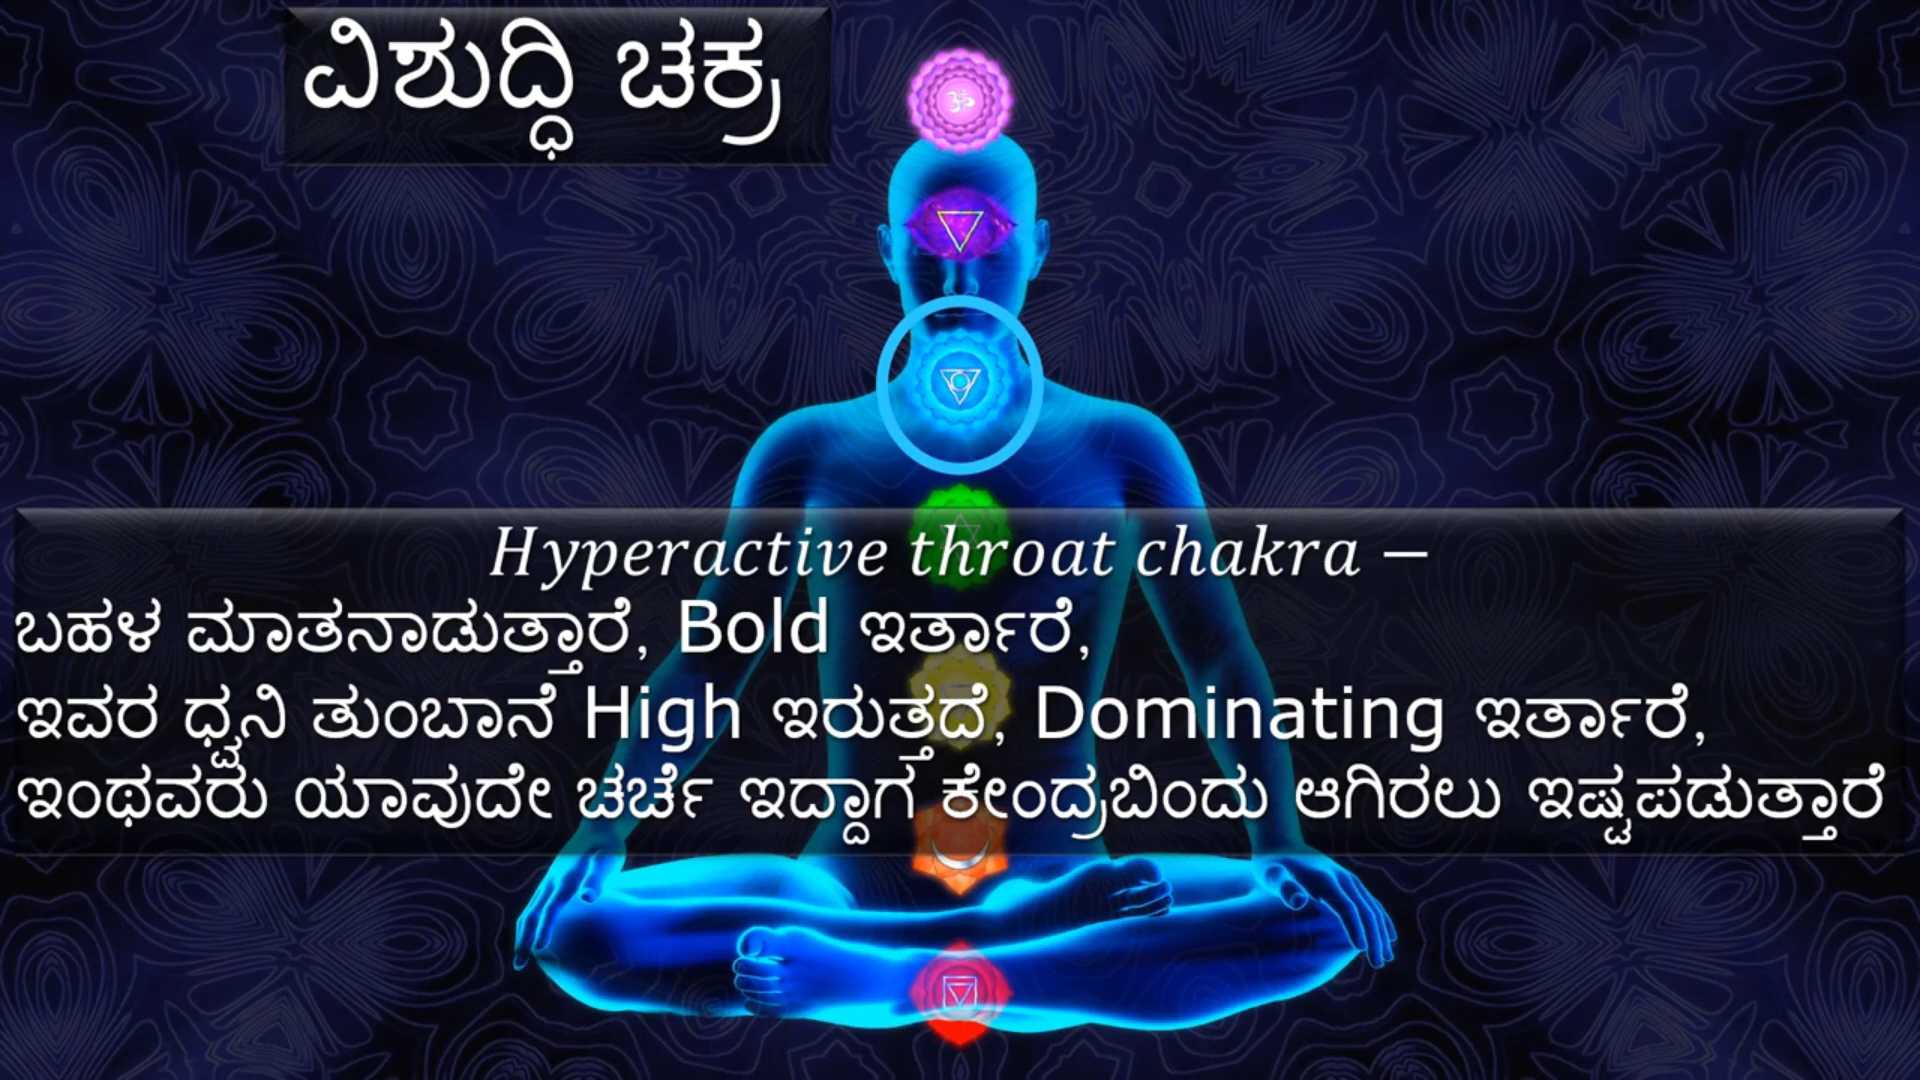 ವಿಶುದ್ಧಿ ಚಕ್ರ
ॐ
Hyperactive throat chakra –
ಬಹಳ ಮಾತನಾಡುತ್ತಾರೆ, Bold ಇರ್ತಾರೆ,
ಇವರ ಧ್ವನಿ ತುಂಬಾನೆ High ಇರುತ್ತದೆ, Dominating ಇರ್ತಾರೆ,
ಇಂಥವರು ಯಾವುದೇ ಚರ್ಚೆ ಇದ್ದಾಗ ಕೇಂದ್ರಬಿಂದು ಆಗಿರಲು ಇಷ್ಟಪಡುತ್ತಾರೆ